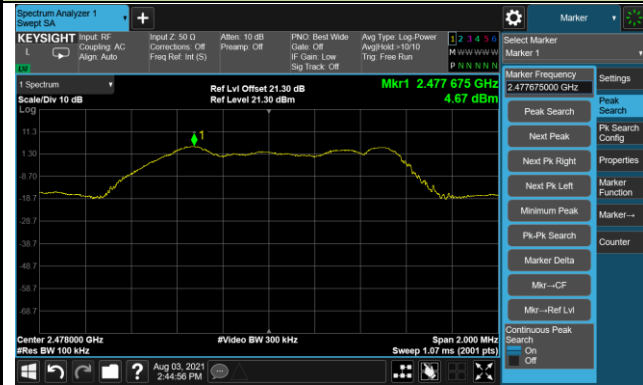 Spectrum Analyzer 1
Swept SA
KEYSIGHT
L
Input: RF
Coupling: AC
Align: Auto
Input Z: 50 Ω
Corrections: Off
Freq Ref: Int (S)
Atten: 10 dB
Preamp: Off
PNO: Best Wide
Gate: Off
IF Gain: Low
Sig Track: Off
Avg Type: Log-Power
Avg|Hold:>10/10
Trig: Free Run
1 2 3 4 5 6
M W W W W W
P N N N N N
1 Spectrum
Scale/Div 10 dB
Log
Ref Lvl Offset 21.30 dB
Ref Level 21.30 dBm
Mkr1 2.477 675 GHz
4.67 dBm
11.3
1.30
-8.70
-18.7
-28.7
-38.7
-48.7
-58.7
-68.7
1
Center 2.478000 GHz
#Res BW 100 kHz
#Video BW 300 kHz
Span 2.000 MHz
Sweep 1.07 ms (2001 pts)
Aug 03, 2021
2:44:56 PM
Marker
Select Marker
Marker 1
Marker Frequency
2.477675000 GHz
Peak Search
Next Peak
Next Pk Right
Next Pk Left
Minimum Peak
Pk-Pk Search
Marker Delta
Mkr→CF
Mkr→Ref Lvl
Continuous Peak
Search
On
Off
Settings
Peak
Search
Pk Search
Config
Properties
Marker
Function
Marker→
Counter